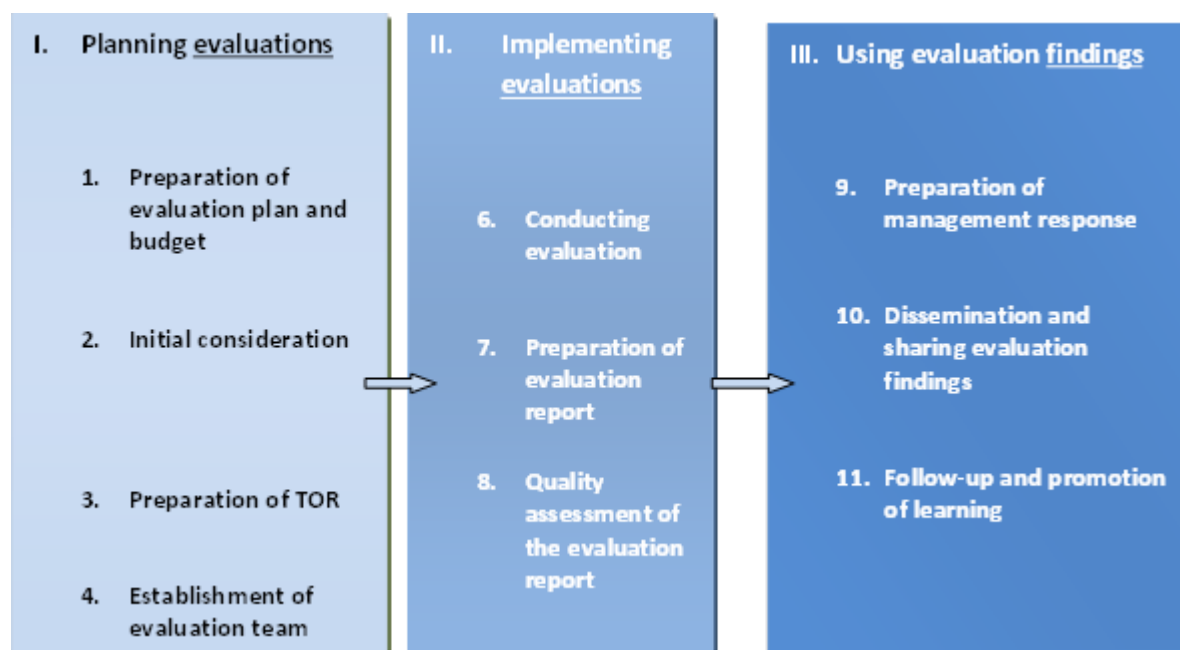 I. Planning evaluations
1. Preparation of
evaluation plan and
budget
2. Initial consideration
3. Preparation of TOR
4. Establishment of
evaluation team
II. Implementing
evaluations
6. Conducting
evaluation
7. Preparation of
evaluation
report
8. Quality
assessment of
the evaluation
report
III. Using evaluation findings
9. Preparation of
management response
10. Dissemination and
sharing evaluation
findings
11. Follow-up and promotion
of learning